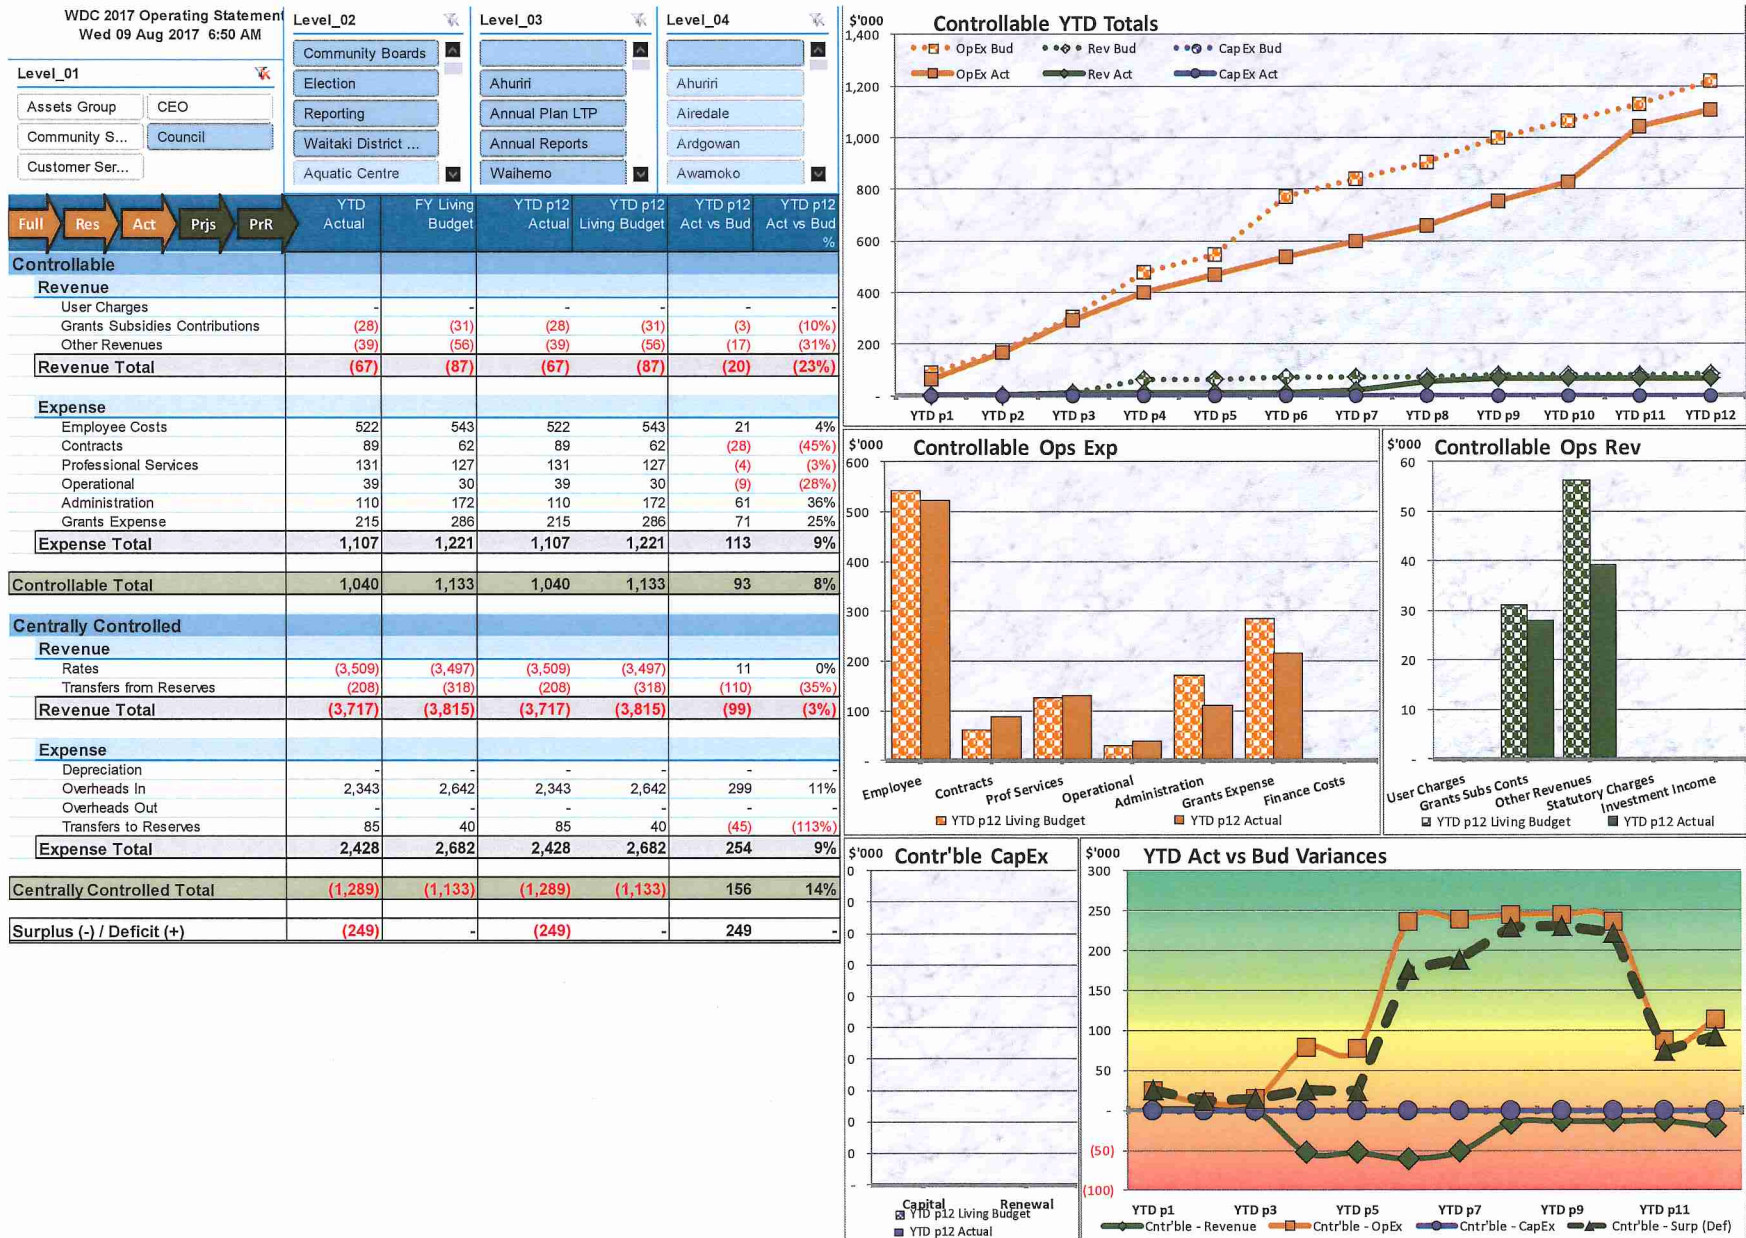 WDC 2017 Operating Statement
Wed 09 Aug 2017 6:50 AM
Level_01
Assets Group CEO
Community S... Council
Customer Ser...
Level_02
Community Boards
Election
Reporting
Waitaki District ...
Aquatic Centre
Level_03
Ahuriri
Annual Plan LTP
Annual Reports
Waihemo
Level_04
Ahuriri
Airedale
Ardgowan
Awamoko
Full Res Act Prjs PrR
YTD Actual FY Living Budget YTD p12 Actual YTD p12 Living Budget YTD p12 Act vs Bud YTD p12 Act vs Bud %
Controllable
Revenue
User Charges - - - - - -
Grants Subsidies Contributions (28) (31) (28) (31) (3) (10%)
Other Revenues (39) (56) (39) (56) (17) (31%)
Revenue Total (67) (87) (67) (87) (20) (23%)
Expense
Employee Costs 522 543 522 543 21 4%
Contracts 89 62 89 62 (28) (45%)
Professional Services 131 127 131 127 (4) (3%)
Operational 39 30 39 30 (9) (28%)
Administration 110 172 110 172 61 36%
Grants Expense 215 286 215 286 71 25%
Expense Total 1,107 1,221 1,107 1,221 113 9%
Controllable Total 1,040 1,133 1,040 1,133 93 8%
Centrally Controlled
Revenue
Rates (3,509) (3,497) (3,509) (3,497) 11 0%
Transfers from Reserves (208) (318) (208) (318) (110) (35%)
Revenue Total (3,717) (3,815) (3,717) (3,815) (99) (3%)
Expense
Depreciation - - - - - -
Overheads In 2,343 2,642 2,343 2,642 299 11%
Overheads Out - - - - - -
Transfers to Reserves 85 40 85 40 (45) (113%)
Expense Total 2,428 2,682 2,428 2,682 254 9%
Centrally Controlled Total (1,289) (1,133) (1,289) (1,133) 156 14%
Surplus (-) / Deficit (+) (249) - (249) - 249 -
$'000 Controllable YTD Totals
OpEx Bud Rev Bud CapEx Bud
OpEx Act Rev Act CapEx Act
1,400
1,200
1,000
800
600
400
200
-
YTD p1 YTD p2 YTD p3 YTD p4 YTD p5 YTD p6 YTD p7 YTD p8 YTD p9 YTD p10 YTD p11 YTD p12
$'000 Controllable Ops Exp
600
500
400
300
200
100
-
Employee Contracts Prof Services Operational Administration Grants Expense Finance Costs
YTD p12 Living Budget YTD p12 Actual
$'000 Controllable Ops Rev
60
50
40
30
20
10
-
User Charges Grants Subs Conts Other Revenues Statutory Charges Investment Income
YTD p12 Living Budget YTD p12 Actual
$'000 Contr'ble CapEx
0
0
0
0
0
0
0
0
0
0
-
Capital Renewal
YTD p12 Living Budget
YTD p12 Actual
$'000 YTD Act vs Bud Variances
300
250
200
150
100
50
-
(50)
(100)
YTD p1 YTD p3 YTD p5 YTD p7 YTD p9 YTD p11
Cntr'ble - Revenue Cntr'ble - OpEx Cntr'ble - CapEx Cntr'ble - Surp (Def)